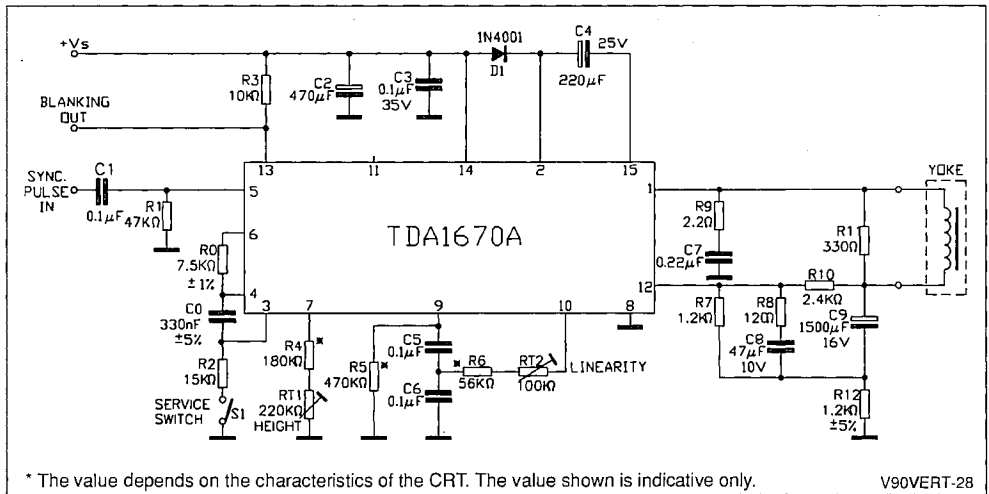 +Vs
1N4001
D1
C4
25V
220µF
R3
10KΩ
C2
470µF
C3
0.1µF
35V
BLANKING
OUT
13
11
14
2
15
SYNC.
PULSE
IN
C1
0.1µF
R1
47KΩ
5
6
4
3
7
9
10
8
1
12
TDA1670A
R0
7.5KΩ
±1%
C0
330nF
±5%
R2
15KΩ
SERVICE
SWITCH
S1
R4
*
180KΩ
RT1
220KΩ
HEIGHT
R5
*
470KΩ
C5
0.1µF
C6
0.1µF
*
R6
56KΩ
RT2
100KΩ
LINEARITY
R9
2.2Ω
C7
0.22µF
R7
1.2KΩ
R8
120Ω
C8
47µF
10V
R10
2.4KΩ
R11
330Ω
C9
1500µF
16V
R12
1.2KΩ
±5%
YOKE
* The value depends on the characteristics of the CRT. The value shown is indicative only.
V90VERT-28